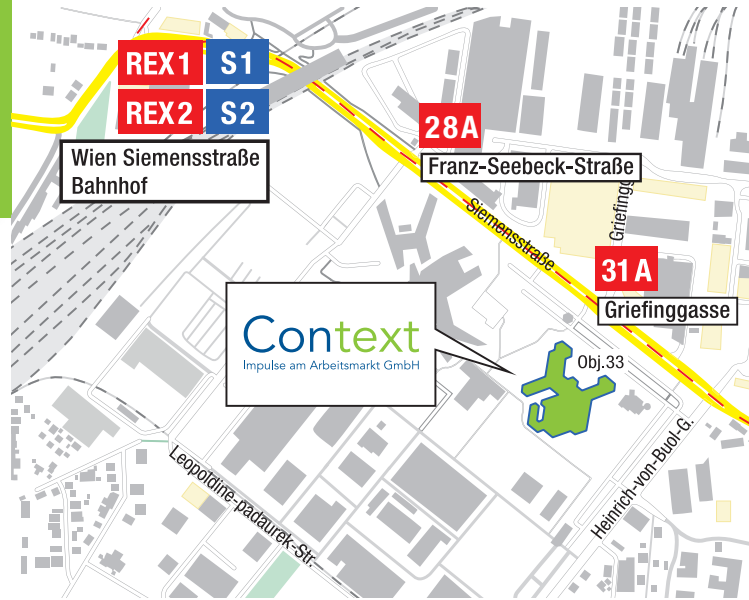 REX1 S1
REX2 S2
Wien Siemensstraße
Bahnhof
28A
Franz-Seebeck-Straße
Siemensstraße
31A
Griefinggasse
Context
Impulse am Arbeitsmarkt GmbH
Obj.33
Leopoldine-padaurek-Str.
Heinrich-von-Buol-G.